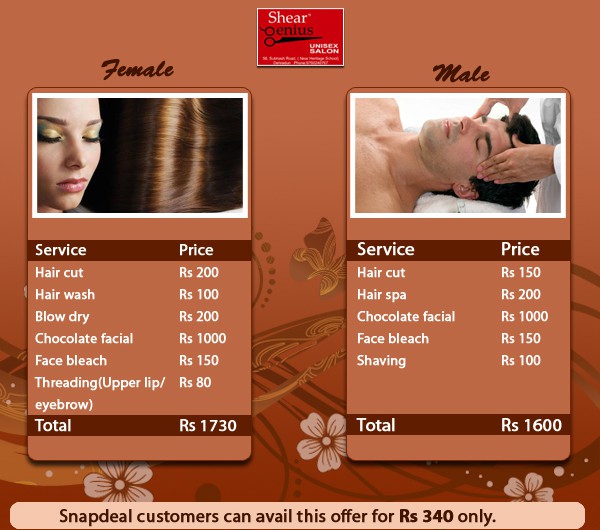 Shear
Genius
UNISEX
SALON
Female
Male
Service Price
Hair cut Rs 200
Hair wash Rs 100
Blow dry Rs 200
Chocolate facial Rs 1000
Face bleach Rs 150
Threading(Upper lip/ Rs 80
eyebrow)
Total Rs 1730
Service Price
Hair cut Rs 150
Hair spa Rs 200
Chocolate facial Rs 1000
Face bleach Rs 150
Shaving Rs 100
Total Rs 1600
Snapdeal customers can avail this offer for Rs 340 only.